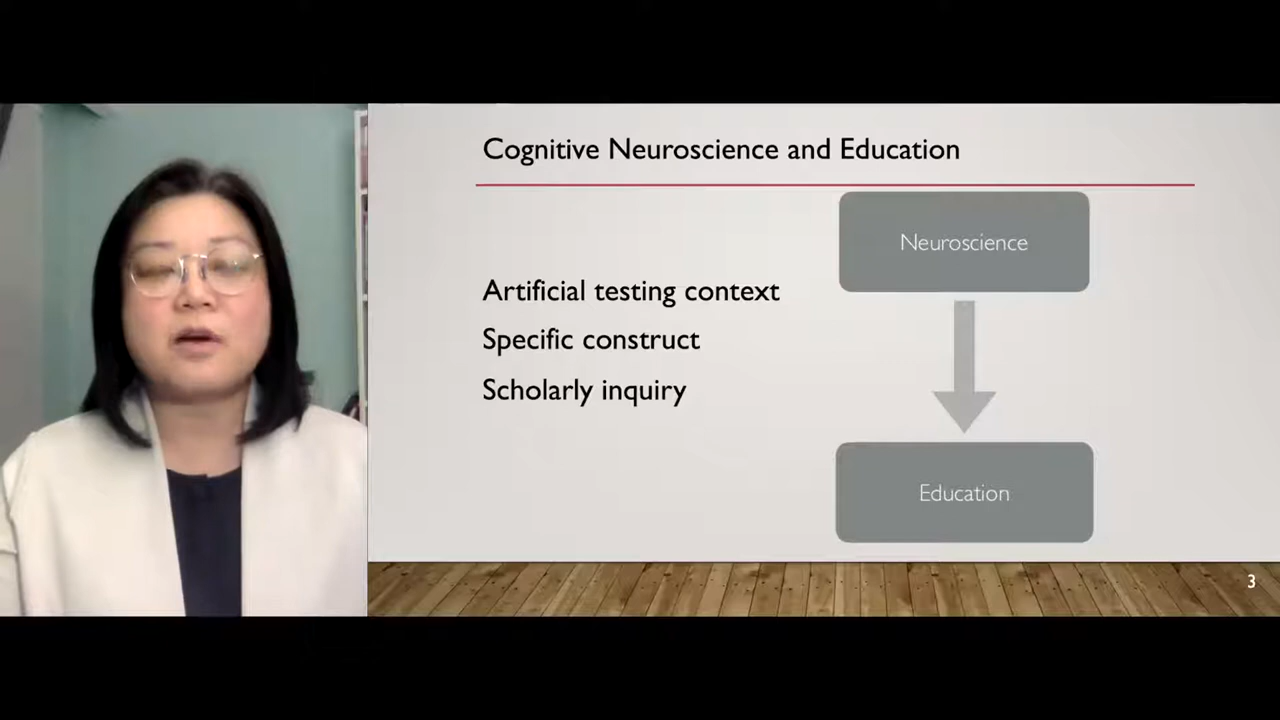 Cognitive Neuroscience and Education
Neuroscience
Artificial testing context
Specific construct
Scholarly inquiry
Education
3